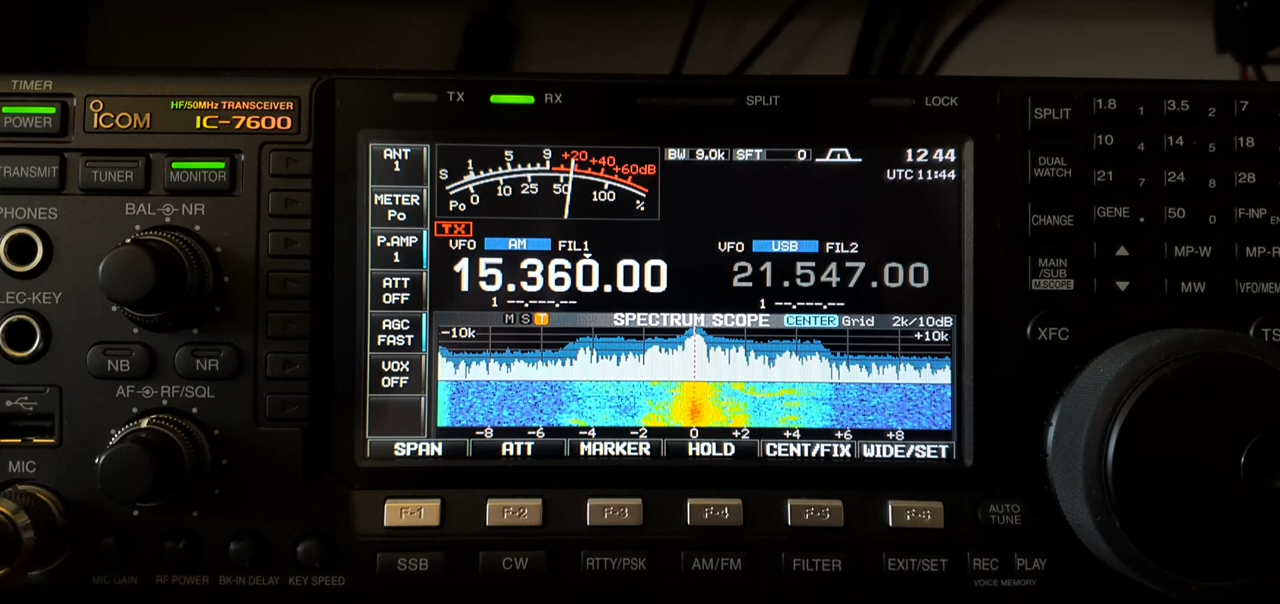 TIMER
POWER
ICOM
HF/50MHz TRANSCEIVER
IC-7600
TRANSMIT
TUNER
MONITOR
PHONES
BAL NR
ELEC-KEY
NB
NR
AF RF/SQL
MIC
MIC GAIN
RF POWER
BK-IN DELAY
KEY SPEED
TX
RX
SPLIT
LOCK
ANT
1
METER
Po
P.AMP
1
ATT
OFF
AGC
FAST
VOX
OFF
S 1 5 9 +20 +40 +60dB
Po 0 10 25 50 100 %
BW 9.0k SFT 0
12 44
UTC 11:44
TX
VFO AM FIL1
15.360.00
1 --.---.--
VFO USB FIL2
21.547.00
1 --.---.--
M S T SPECTRUM SCOPE CENTER Grid 2k/10dB
-10k +10k
-8 -6 -4 -2 0 +2 +4 +6 +8
SPAN ATT MARKER HOLD CENT/FIX WIDE/SET
F-1 F-2 F-3 F-4 F-5 F-6
AUTO
TUNE
SSB CW RTTY/PSK AM/FM FILTER EXIT/SET REC PLAY
VOICE MEMORY
SPLIT
1.8 1
3.5 2
7
DUAL
WATCH
10 4
14 5
18
21 7
24 8
28
CHANGE
GENE .
50 0
F-INP EN
MAIN
/SUB
M.SCOPE
▲
MP-W
MP-R
▼
MW
VFO/MEM
XFC
TS